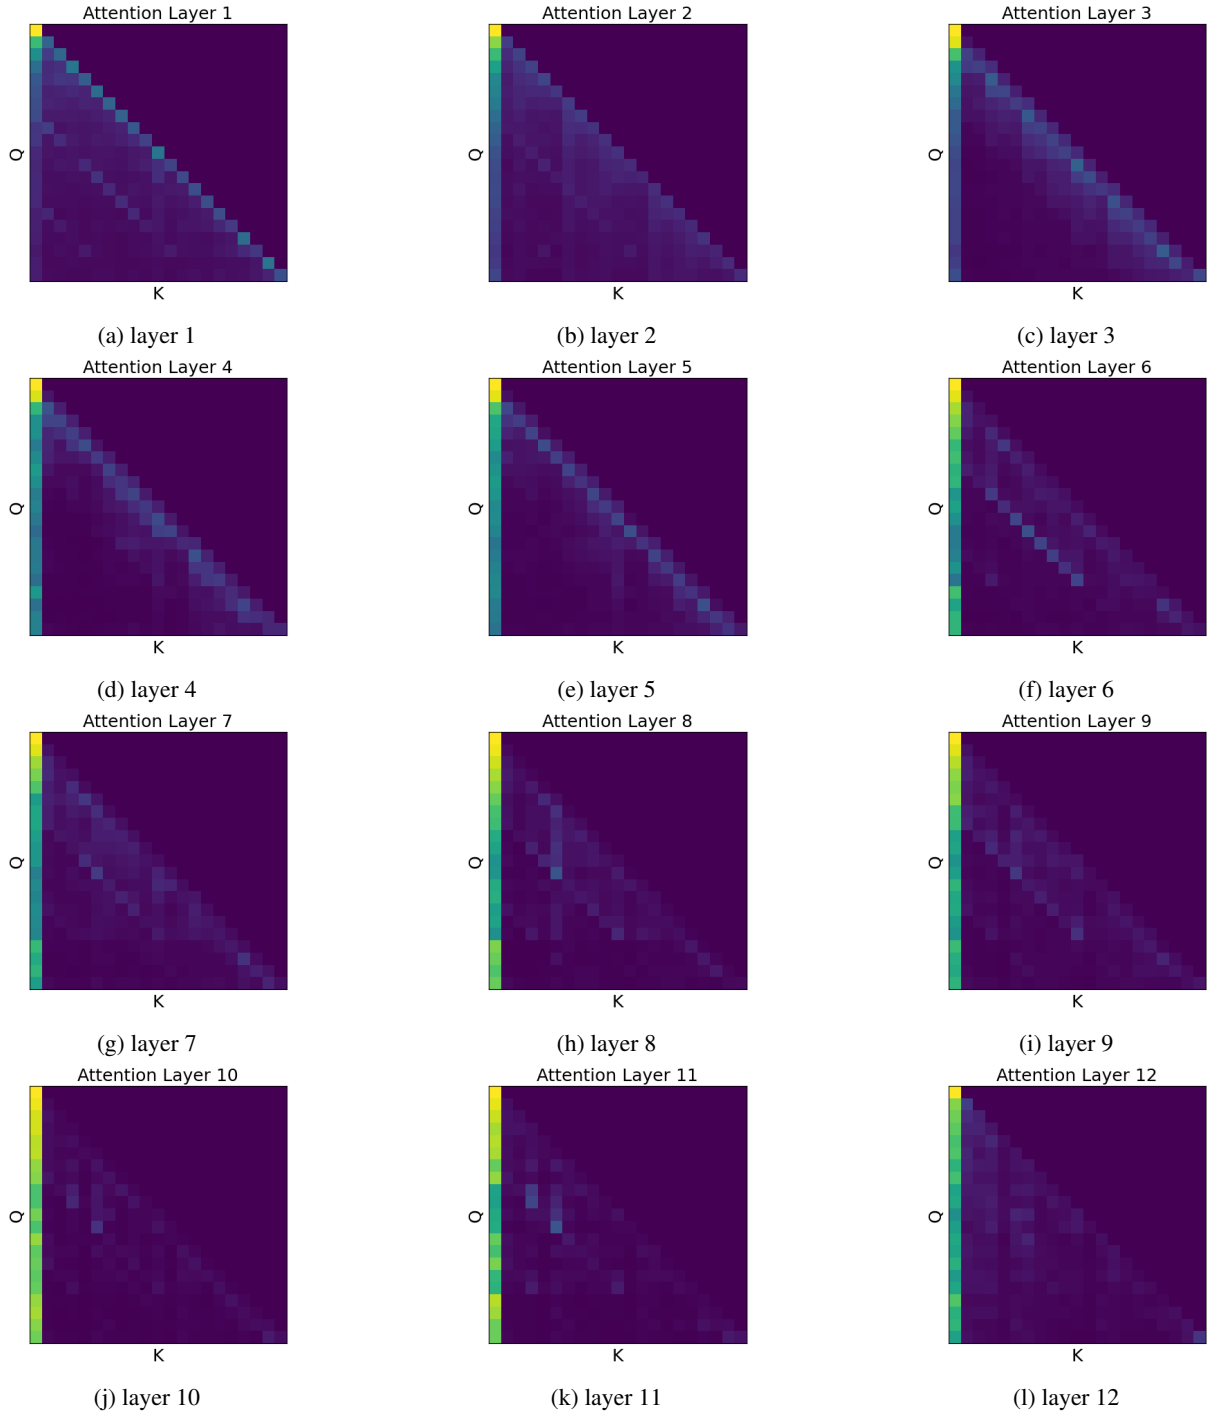 Attention Layer 1
Attention Layer 2
Attention Layer 3
Q
Q
Q
K
K
K
(a) layer 1
(b) layer 2
(c) layer 3
Attention Layer 4
Attention Layer 5
Attention Layer 6
Q
Q
Q
K
K
K
(d) layer 4
(e) layer 5
(f) layer 6
Attention Layer 7
Attention Layer 8
Attention Layer 9
Q
Q
Q
K
K
K
(g) layer 7
(h) layer 8
(i) layer 9
Attention Layer 10
Attention Layer 11
Attention Layer 12
Q
Q
Q
K
K
K
(j) layer 10
(k) layer 11
(l) layer 12